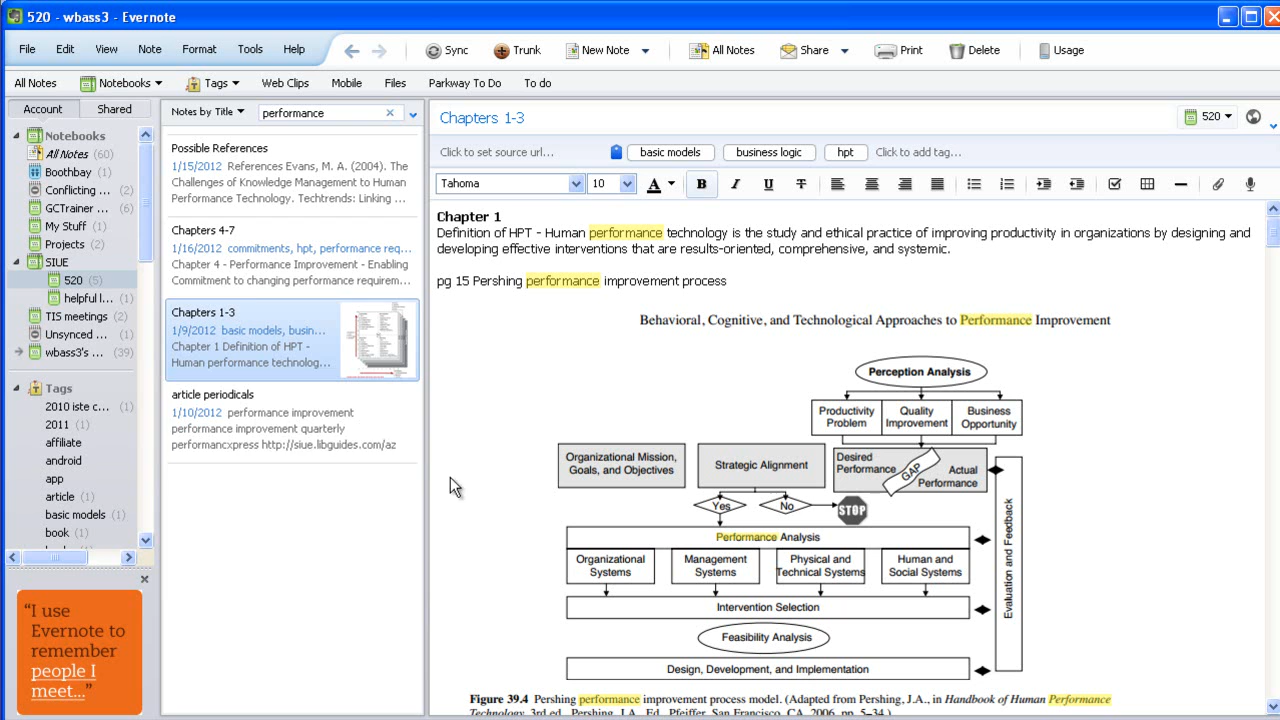 520 - wbass3 - Evernote
File Edit View Note Format Tools Help Sync Trunk New Note All Notes Share Print Delete Usage
All Notes Notebooks Tags Web Clips Mobile Files Parkway To Do To do
Account Shared
Notebooks
All Notes (60)
Boothbay (1)
Conflicting ... (2)
GCTrainer ... (6)
My Stuff (1)
Projects (2)
SIUE
520 (5)
helpful l... (1)
TIS meetings (2)
Unsynced ... (1)
wbass3's ... (39)
Tags
2010 iste c... (1)
2011 (1)
affiliate
android
app
article (1)
basic models (1)
book (1)
"I use
Evernote to
remember
people I
meet..."
Notes by Title performance
Possible References
1/15/2012 References Evans, M. A. (2004). The
Challenges of Knowledge Management to Human
Performance Technology. Techtrends: Linking ...
Chapters 4-7
1/16/2012 commitments, hpt, performance req...
Chapter 4 - Performance Improvement - Enabling
Commitment to changing performance requirem...
Chapters 1-3
1/9/2012 basic models, busin...
Chapter 1 Definition of HPT -
Human performance technolog...
article periodicals
1/10/2012 performance improvement
performance improvement quarterly
performancxpress http://siue.libguides.com/az
Chapters 1-3 520
Click to set source url... basic models business logic hpt Click to add tag...
Tahoma 10 A B I U T
Chapter 1
Definition of HPT - Human performance technology is the study and ethical practice of improving productivity in organizations by designing and
developing effective interventions that are results-oriented, comprehensive, and systemic.
pg 15 Pershing performance improvement process
Behavioral, Cognitive, and Technological Approaches to Performance Improvement
Perception Analysis
Productivity Problem
Quality Improvement
Business Opportunity
Organizational Mission, Goals, and Objectives
Strategic Alignment
Desired Performance
GAP
Actual Performance
Yes
No
STOP
Performance Analysis
Organizational Systems
Management Systems
Physical and Technical Systems
Human and Social Systems
Evaluation and Feedback
Intervention Selection
Feasibility Analysis
Design, Development, and Implementation
Figure 39.4 Pershing performance improvement process model. (Adapted from Pershing, J.A., in Handbook of Human Performance
Technology, 3rd ed., Pershing, J.A., Ed., Pfeiffer, San Francisco, CA, 2006, pp. 5–34.)